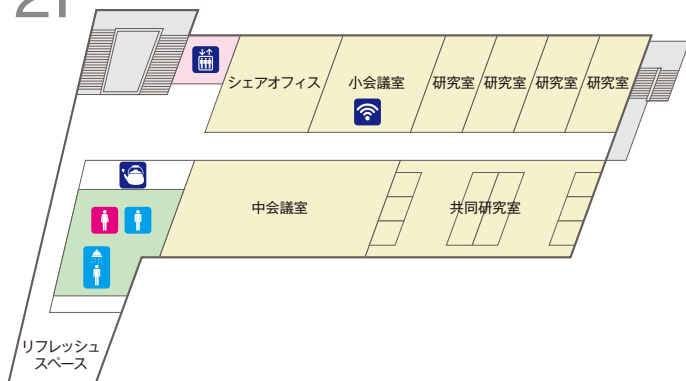 2F
シェアオフィス
小会議室
研究室
研究室
研究室
研究室
中会議室
共同研究室
リフレッシュ
スペース